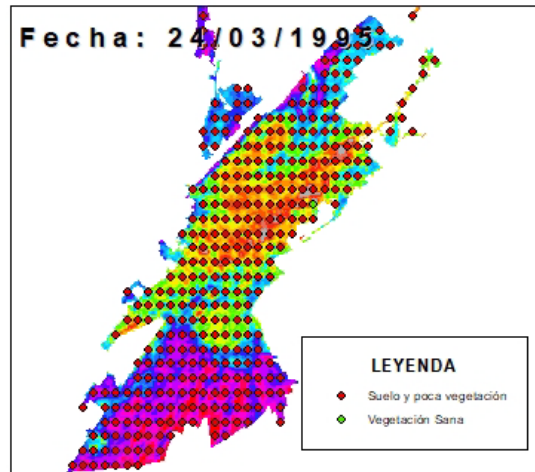 Fecha: 24/03/1995
LEYENDA
Suelo y poca vegetación
Vegetación Sana